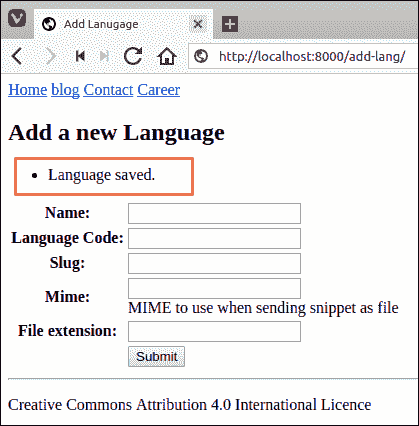 Add Lanugage
http://localhost:8000/add-lang/
Home blog Contact Career
Add a new Language
Language saved.
Name:
Language Code:
Slug:
Mime:
MIME to use when sending snippet as file
File extension:
Submit
Creative Commons Attribution 4.0 International Licence